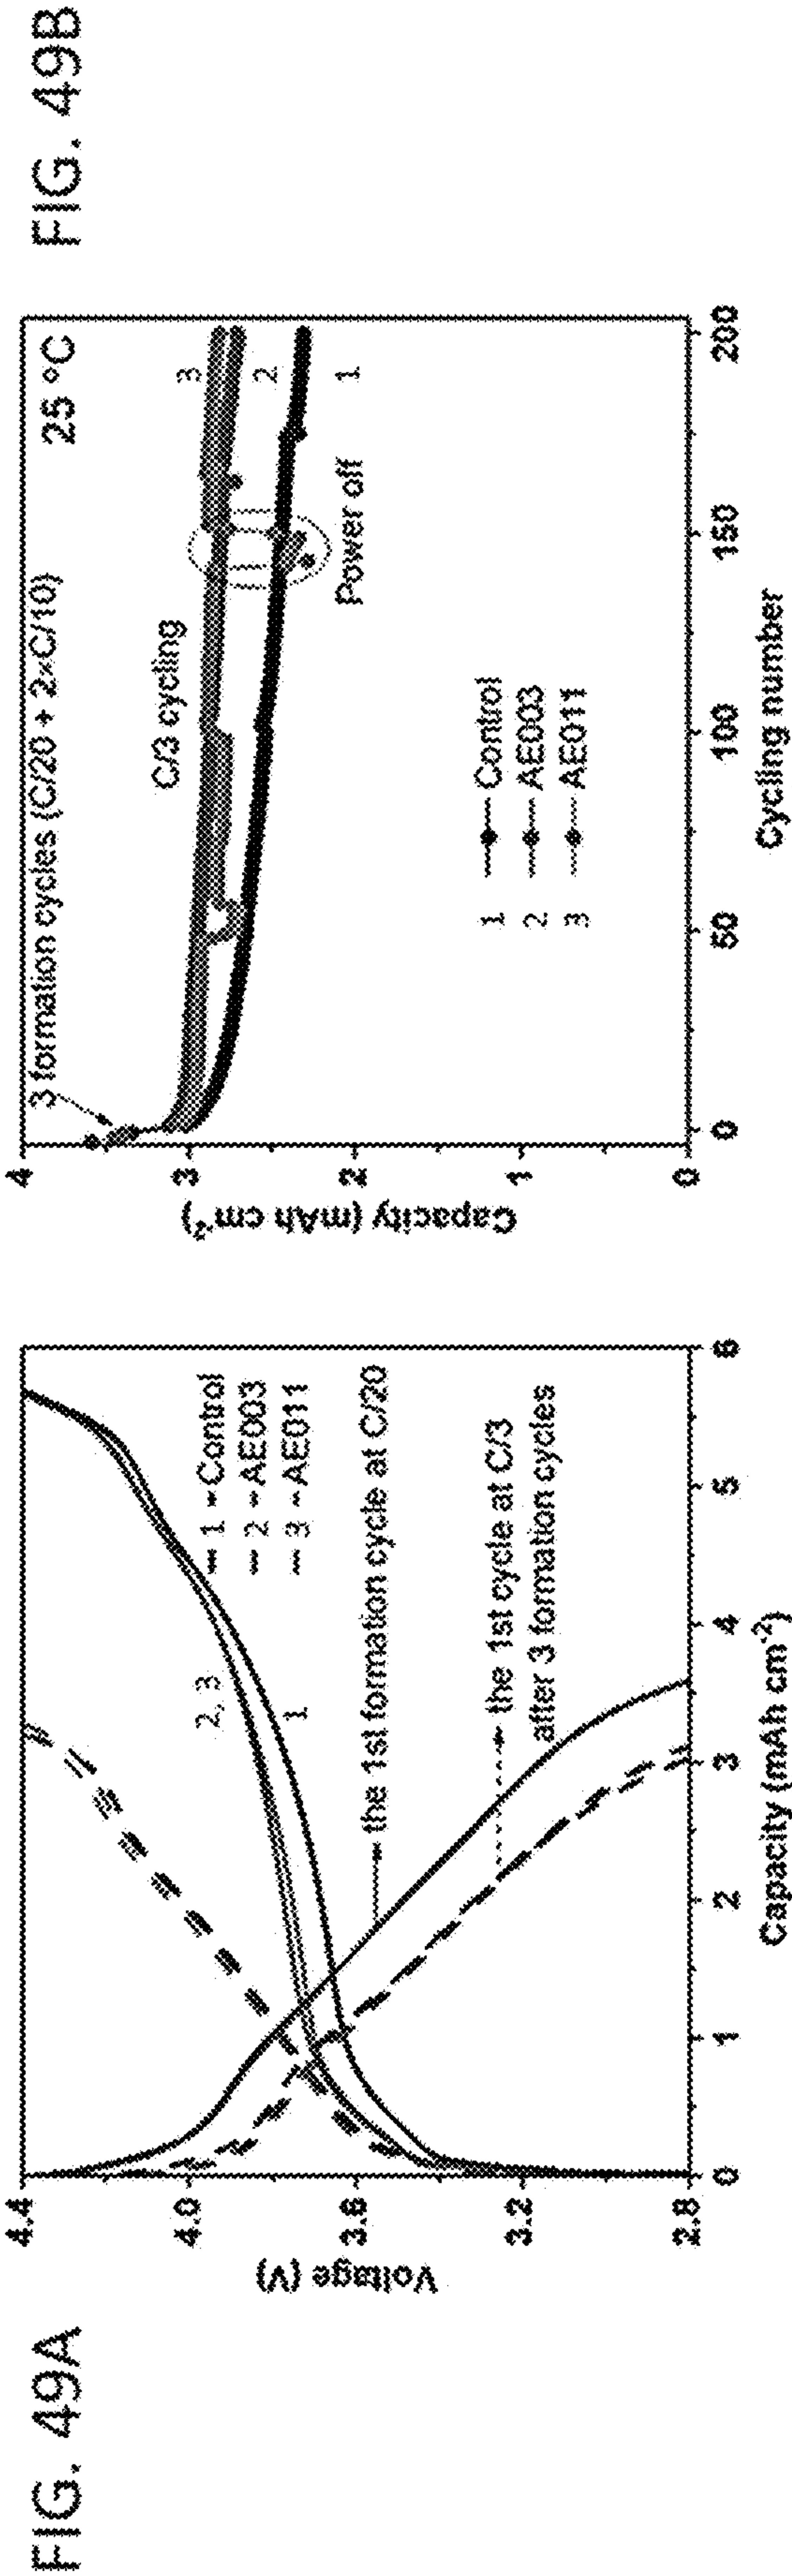 FIG. 49A
Voltage (V)
4.4
4.0
3.6
3.2
2.8
0
1
2
3
4
5
6
Capacity (mAh cm-2)
1 - Control
2 - AE003
3 - AE011
2, 3
1
the 1st formation cycle at C/20
the 1st cycle at C/3
after 3 formation cycles
FIG. 49B
Capacity (mAh cm-2)
4
3
2
1
0
0
50
100
150
200
Cycling number
3 formation cycles (C/20 + 2×C/10)
25 °C
C/3 cycling
3
2
1
Power off
1 Control
2 AE003
3 AE011